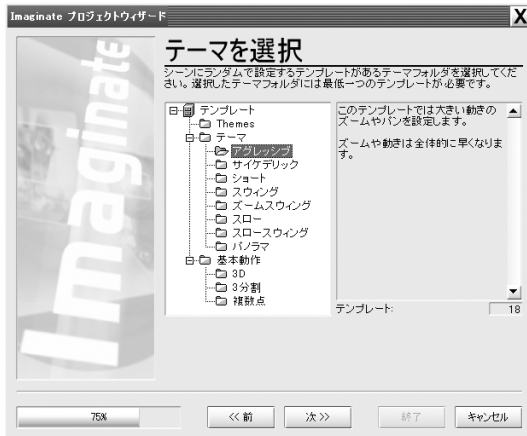 Imaginate プロジェクトウィザード
X
Imaginate
テーマを選択
シーンにランダムで設定するテンプレートがあるテーマフォルダを選択してくだ
さい。選択したテーマフォルダには最低一つのテンプレートが必要です。
テンプレート
Themes
テーマ
アグレッシブ
サイケデリック
ショート
スウィング
ズームスウィング
スロー
スロースウィング
パノラマ
基本動作
3D
3分割
複数点
このテンプレートでは大きい動きの
ズームやパンを設定します。
ズームや動きは全体的に早くなりま
す。
テンプレート: 18
75%
<< 前
次 >>
終了
キャンセル